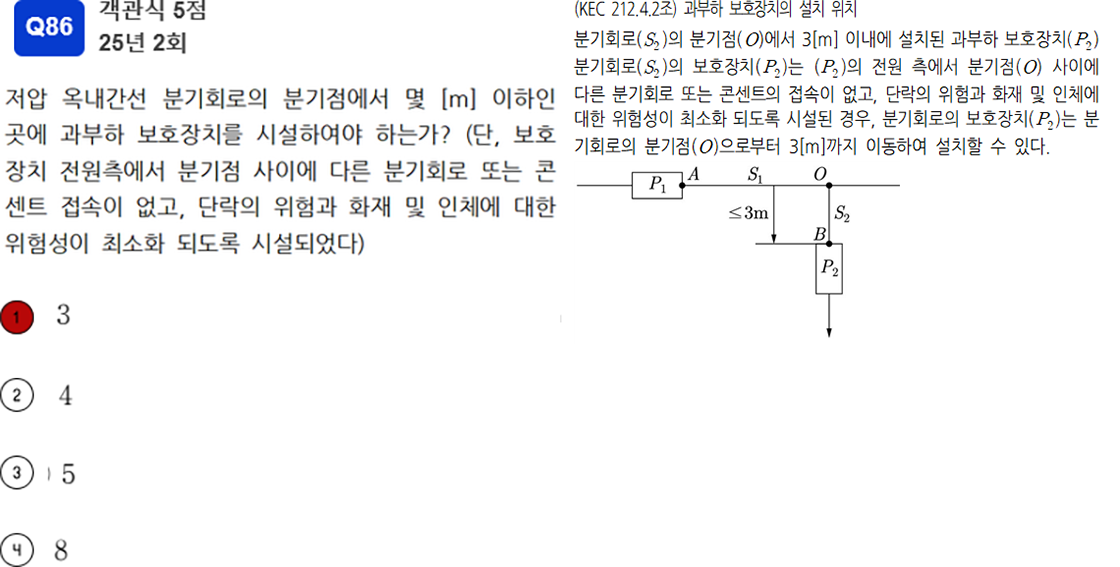 Q86
객관식 5점
25년 2회
저압 옥내간선 분기회로의 분기점에서 몇 [m] 이하인
곳에 과부하 보호장치를 시설하여야 하는가? (단, 보호
장치 전원측에서 분기점 사이에 다른 분기회로 또는 콘
센트 접속이 없고, 단락의 위험과 화재 및 인체에 대한
위험성이 최소화 되도록 시설되었다)
1 3
2 4
3 5
4 8
(KEC 212.4.2조) 과부하 보호장치의 설치 위치
분기회로(S₂)의 분기점(O)에서 3[m] 이내에 설치된 과부하 보호장치(P₂)
분기회로(S₂)의 보호장치(P₂)는 (P₂)의 전원 측에서 분기점(O) 사이에
다른 분기회로 또는 콘센트의 접속이 없고, 단락의 위험과 화재 및 인체에
대한 위험성이 최소화 되도록 시설된 경우, 분기회로의 보호장치(P₂)는 분
기회로의 분기점(O)으로부터 3[m]까지 이동하여 설치할 수 있다.
P₁ A S₁ O
≤3m S₂
B
P₂